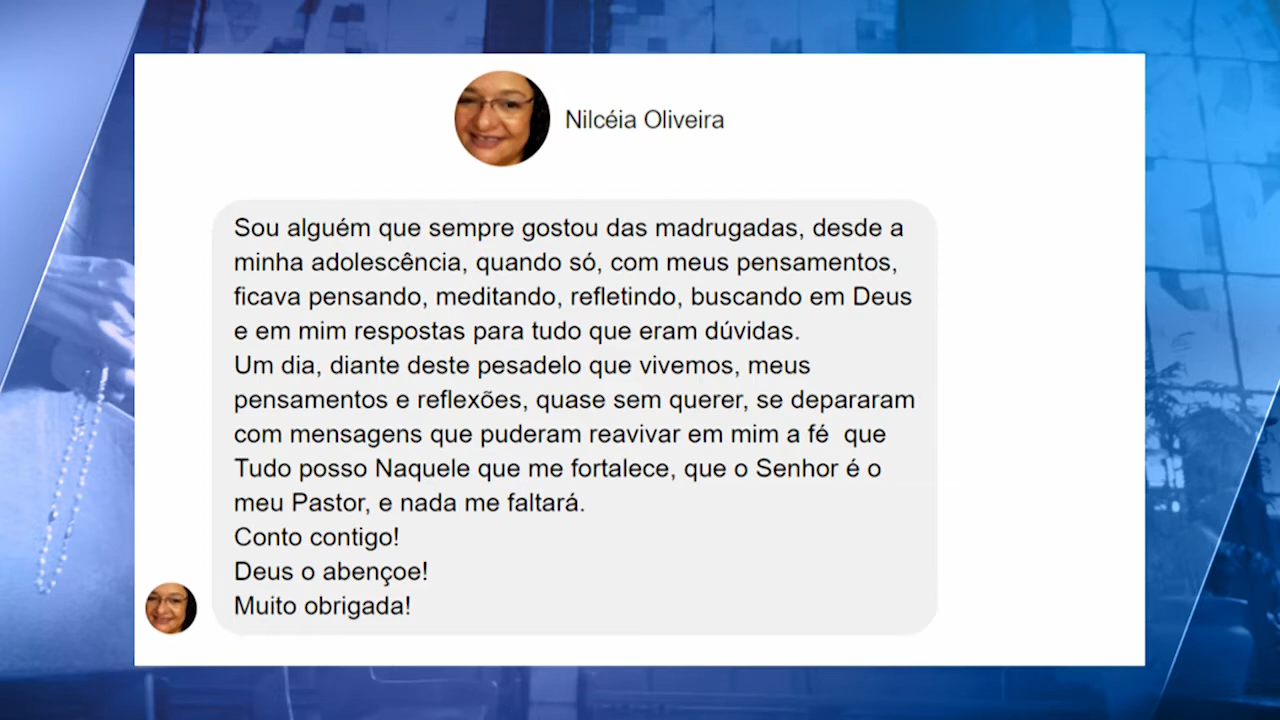 Nilcéia Oliveira
Sou alguém que sempre gostou das madrugadas, desde a
minha adolescência, quando só, com meus pensamentos,
ficava pensando, meditando, refletindo, buscando em Deus
e em mim respostas para tudo que eram dúvidas.
Um dia, diante deste pesadelo que vivemos, meus
pensamentos e reflexões, quase sem querer, se depararam
com mensagens que puderam reavivar em mim a fé  que
Tudo posso Naquele que me fortalece, que o Senhor é o
meu Pastor, e nada me faltará.
Conto contigo!
Deus o abençoe!
Muito obrigada!